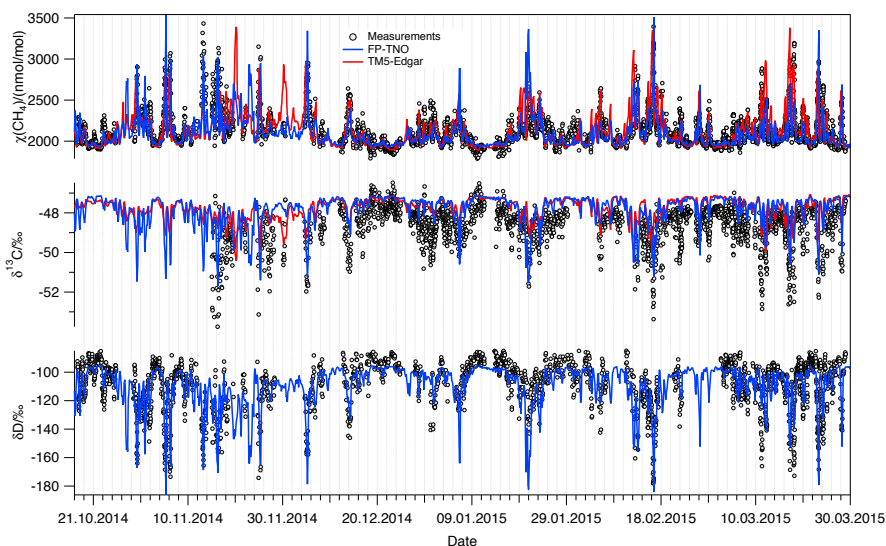 3500
3000
2500
2000
χ(CH4)/(nmol/mol)
Measurements
FP-TNO
TM5-Edgar
-48
-50
-52
δ13C/‰
-100
-120
-140
-160
-180
δD/‰
21.10.2014 10.11.2014 30.11.2014 20.12.2014 09.01.2015 29.01.2015 18.02.2015 10.03.2015 30.03.2015
Date